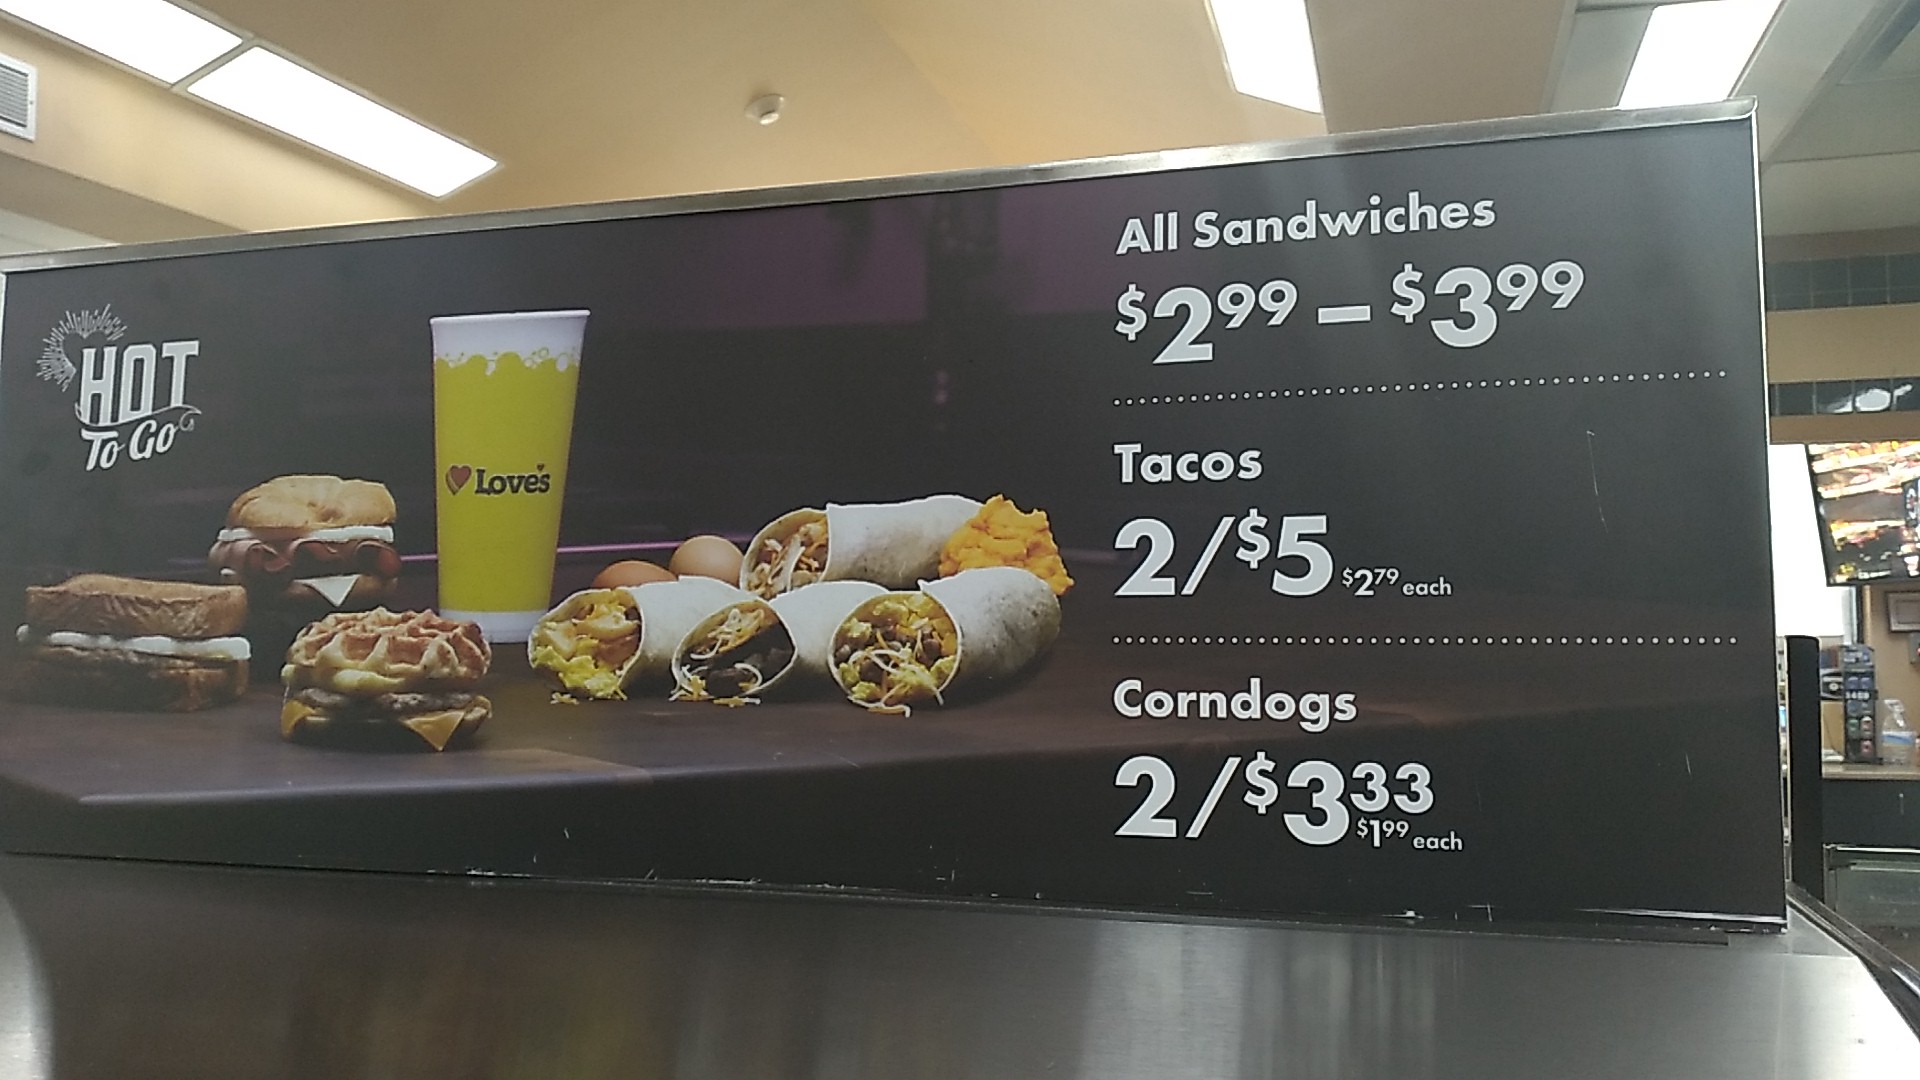 HOT
To Go
Love's
All Sandwiches
$2.99 – $3.99
Tacos
2/$5 $2.79 each
Corndogs
2/$3.33
$1.99 each